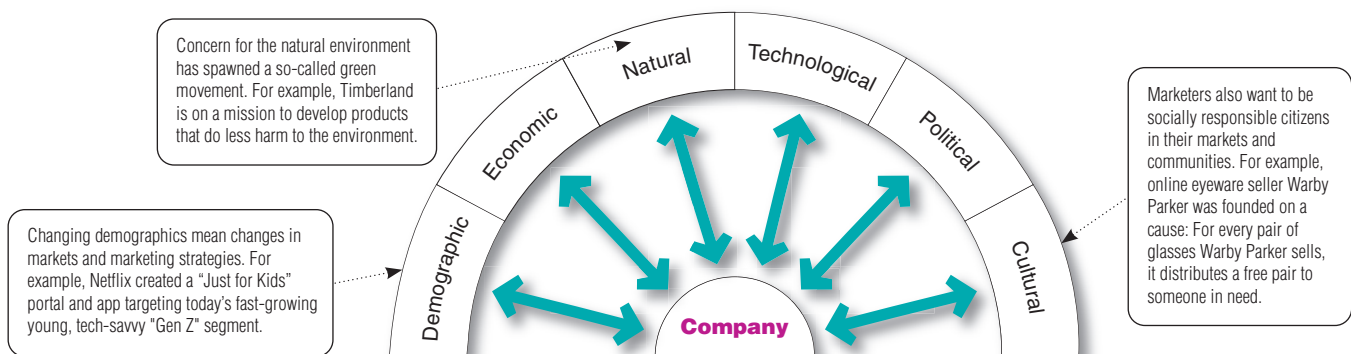 Concern for the natural environment
has spawned a so-called green
movement. For example, Timberland
is on a mission to develop products
that do less harm to the environment.
Changing demographics mean changes in
markets and marketing strategies. For
example, Netflix created a “Just for Kids”
portal and app targeting today’s fast-growing
young, tech-savvy "Gen Z" segment.
Demographic
Economic
Natural
Technological
Political
Cultural
Company
Marketers also want to be
socially responsible citizens
in their markets and
communities. For example,
online eyeware seller Warby
Parker was founded on a
cause: For every pair of
glasses Warby Parker sells,
it distributes a free pair to
someone in need.